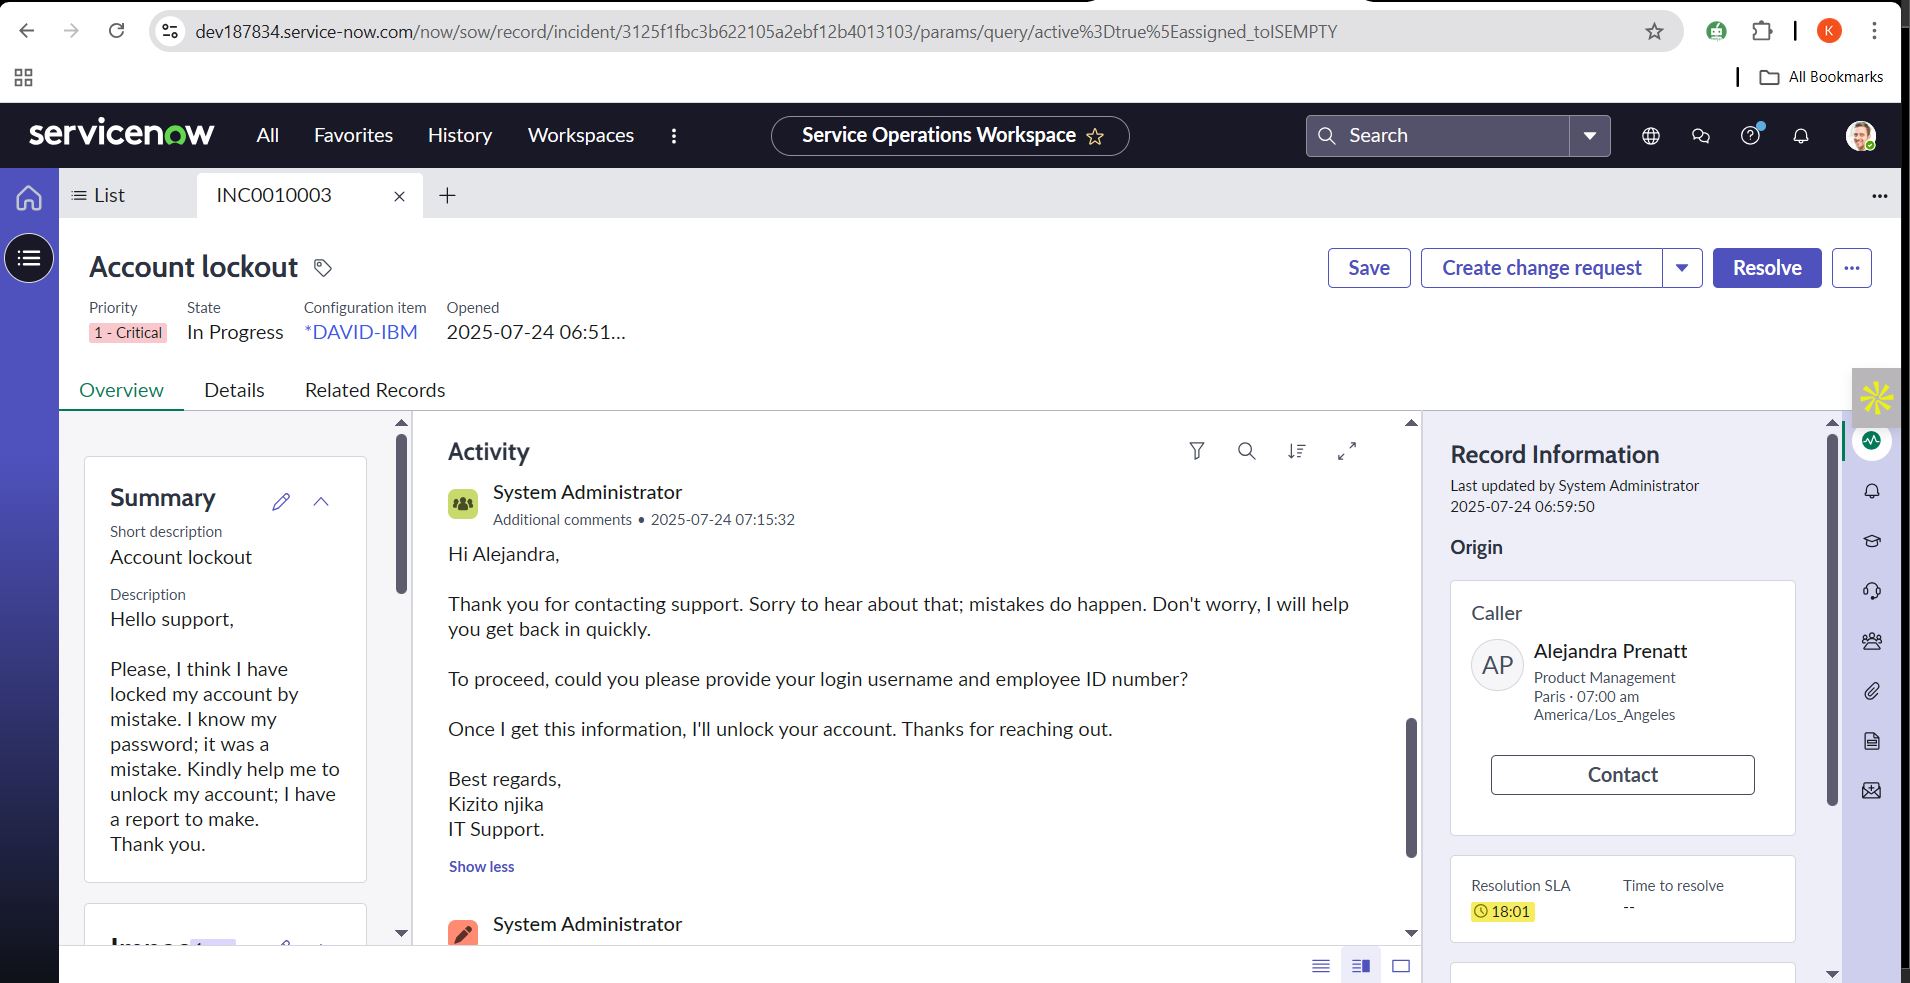 dev187834.service-now.com/now/sow/record/incident/3125f1fbc3b622105a2ebf12b4013103/params/query/active%3Dtrue%5Eassigned_toISEMPTY
K
All Bookmarks
servicenow
All
Favorites
History
Workspaces
Service Operations Workspace
Search
List
INC0010003
Account lockout
Save
Create change request
Resolve
Priority
State
Configuration item
Opened
1 - Critical
In Progress
*DAVID-IBM
2025-07-24 06:51...
Overview
Details
Related Records
Summary
Short description
Account lockout
Description
Hello support,
Please, I think I have
locked my account by
mistake. I know my
password; it was a
mistake. Kindly help me to
unlock my account; I have
a report to make.
Thank you.
Activity
System Administrator
Additional comments • 2025-07-24 07:15:32
Hi Alejandra,
Thank you for contacting support. Sorry to hear about that; mistakes do happen. Don't worry, I will help
you get back in quickly.
To proceed, could you please provide your login username and employee ID number?
Once I get this information, I'll unlock your account. Thanks for reaching out.
Best regards,
Kizito njika
IT Support.
Show less
System Administrator
Record Information
Last updated by System Administrator
2025-07-24 06:59:50
Origin
Caller
AP
Alejandra Prenatt
Product Management
Paris · 07:00 am
America/Los_Angeles
Contact
Resolution SLA
Time to resolve
18:01
--